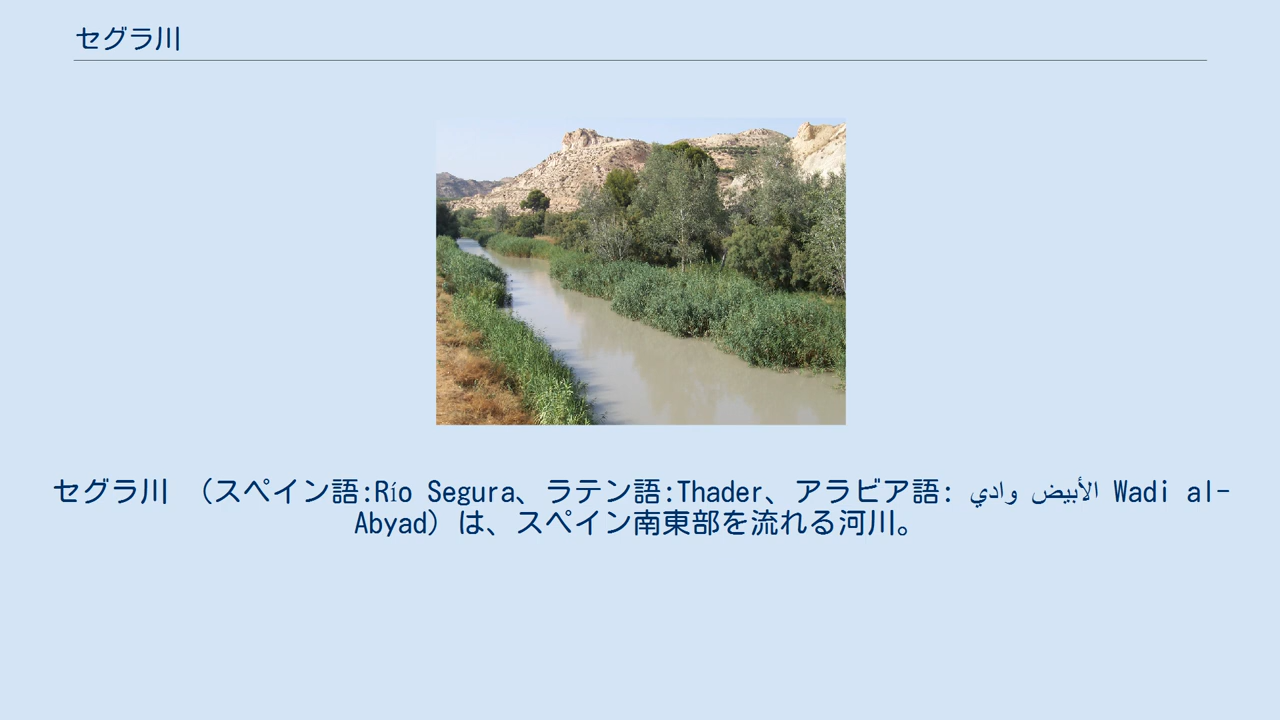 セグラ川
セグラ川 （スペイン語:Río Segura、ラテン語:Thader、アラビア語: وادي الأبيض Wadi al-
Abyad）は、スペイン南東部を流れる河川。